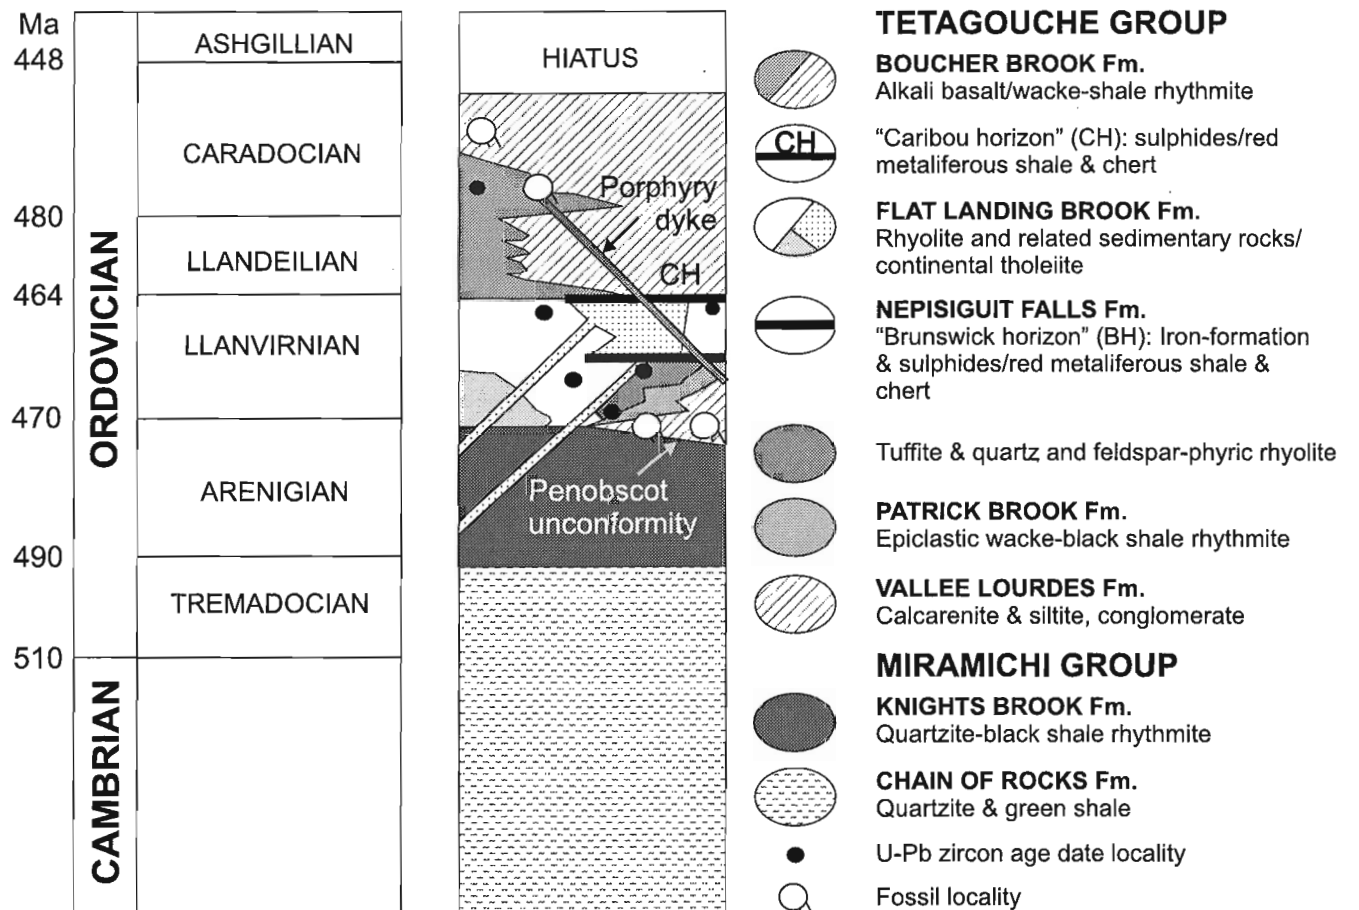 Ma
448
480
464
470
490
510
ORDOVICIAN
CAMBRIAN
ASHGILLIAN
CARADOCIAN
LLANDEILIAN
LLANVIRNIAN
ARENIGIAN
TREMADOCIAN
HIATUS
Porphyry
dyke
CH
Penobscot
unconformity
TETAGOUCHE GROUP
BOUCHER BROOK Fm.
Alkali basalt/wacke-shale rhythmite
CH
“Caribou horizon” (CH): sulphides/red
metaliferous shale & chert
FLAT LANDING BROOK Fm.
Rhyolite and related sedimentary rocks/
continental tholeiite
NEPISIGUIT FALLS Fm.
“Brunswick horizon” (BH): Iron-formation
& sulphides/red metaliferous shale &
chert
Tuffite & quartz and feldspar-phyric rhyolite
PATRICK BROOK Fm.
Epiclastic wacke-black shale rhythmite
VALLEE LOURDES Fm.
Calcarenite & siltite, conglomerate
MIRAMICHI GROUP
KNIGHTS BROOK Fm.
Quartzite-black shale rhythmite
CHAIN OF ROCKS Fm.
Quartzite & green shale
U-Pb zircon age date locality
Fossil locality